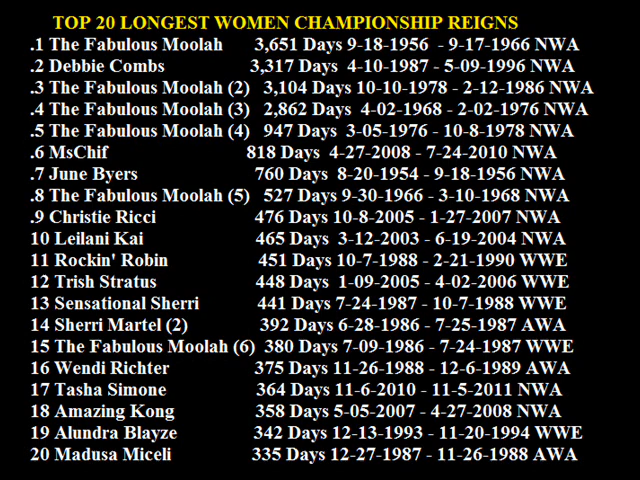 TOP 20 LONGEST WOMEN CHAMPIONSHIP REIGNS
.1 The Fabulous Moolah 3,651 Days 9-18-1956 - 9-17-1966 NWA
.2 Debbie Combs 3,317 Days 4-10-1987 - 5-09-1996 NWA
.3 The Fabulous Moolah (2) 3,104 Days 10-10-1978 - 2-12-1986 NWA
.4 The Fabulous Moolah (3) 2,862 Days 4-02-1968 - 2-02-1976 NWA
.5 The Fabulous Moolah (4) 947 Days 3-05-1976 - 10-8-1978 NWA
.6 MsChif 818 Days 4-27-2008 - 7-24-2010 NWA
.7 June Byers 760 Days 8-20-1954 - 9-18-1956 NWA
.8 The Fabulous Moolah (5) 527 Days 9-30-1966 - 3-10-1968 NWA
.9 Christie Ricci 476 Days 10-8-2005 - 1-27-2007 NWA
10 Leilani Kai 465 Days 3-12-2003 - 6-19-2004 NWA
11 Rockin' Robin 451 Days 10-7-1988 - 2-21-1990 WWE
12 Trish Stratus 448 Days 1-09-2005 - 4-02-2006 WWE
13 Sensational Sherri 441 Days 7-24-1987 - 10-7-1988 WWE
14 Sherri Martel (2) 392 Days 6-28-1986 - 7-25-1987 AWA
15 The Fabulous Moolah (6) 380 Days 7-09-1986 - 7-24-1987 WWE
16 Wendi Richter 375 Days 11-26-1988 - 12-6-1989 AWA
17 Tasha Simone 364 Days 11-6-2010 - 11-5-2011 NWA
18 Amazing Kong 358 Days 5-05-2007 - 4-27-2008 NWA
19 Alundra Blayze 342 Days 12-13-1993 - 11-20-1994 WWE
20 Madusa Miceli 335 Days 12-27-1987 - 11-26-1988 AWA